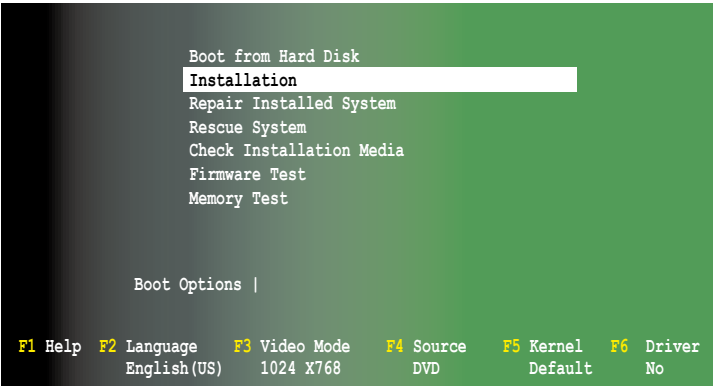 Boot from Hard Disk
Installation
Repair Installed System
Rescue System
Check Installation Media
Firmware Test
Memory Test
Boot Options |
F1 Help F2 Language F3 Video Mode F4 Source F5 Kernel F6 Driver
English(US) 1024 X768 DVD Default No